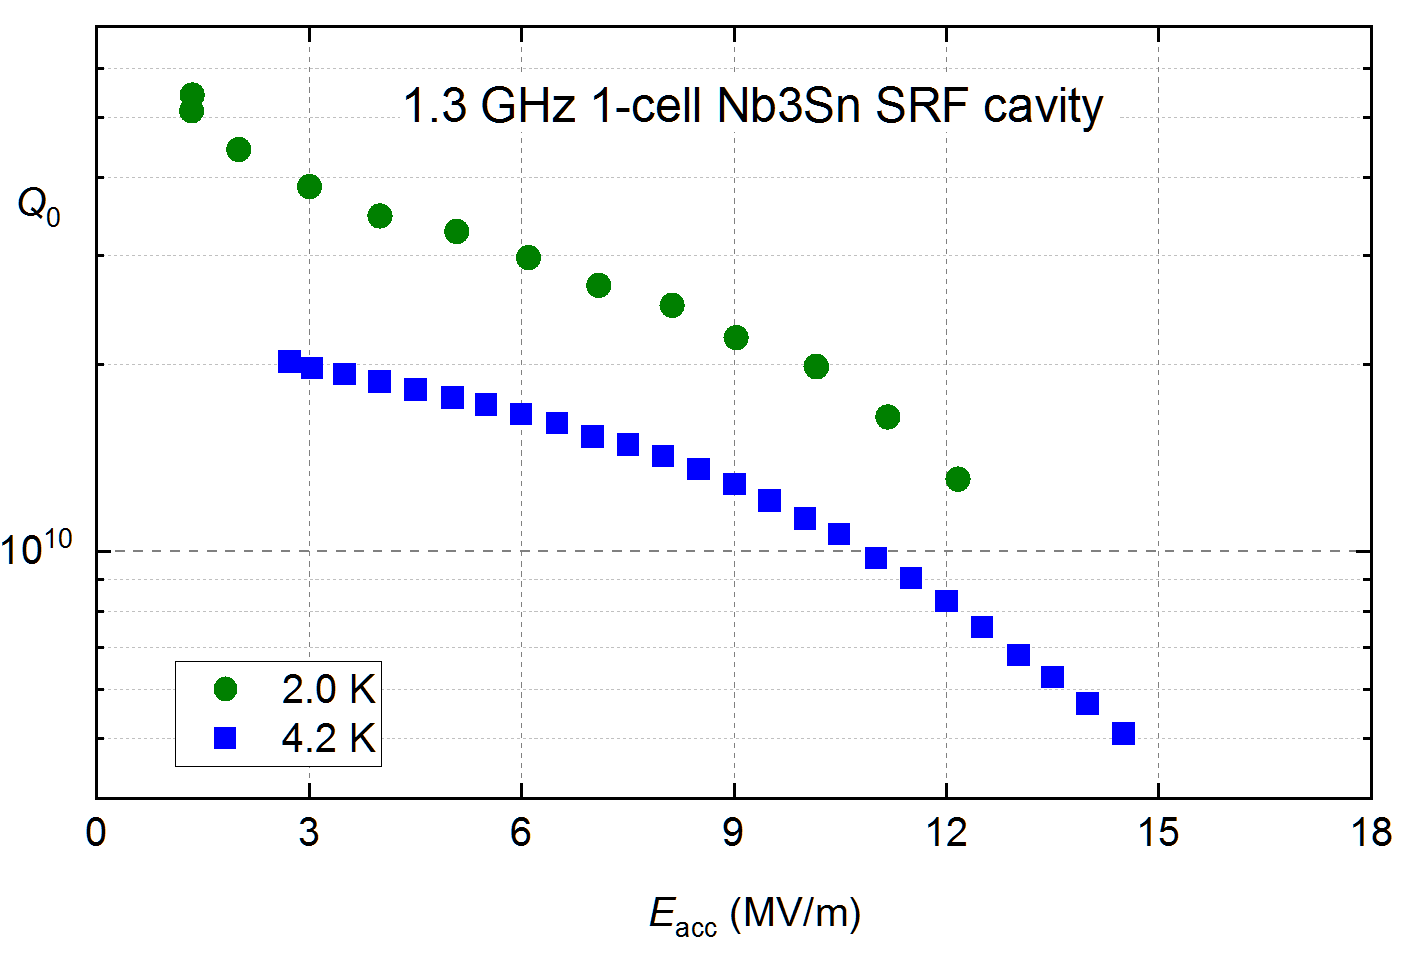 1.3 GHz 1-cell Nb3Sn SRF cavity
Q0
10^10
2.0 K
4.2 K
0 3 6 9 12 15 18
Eacc (MV/m)